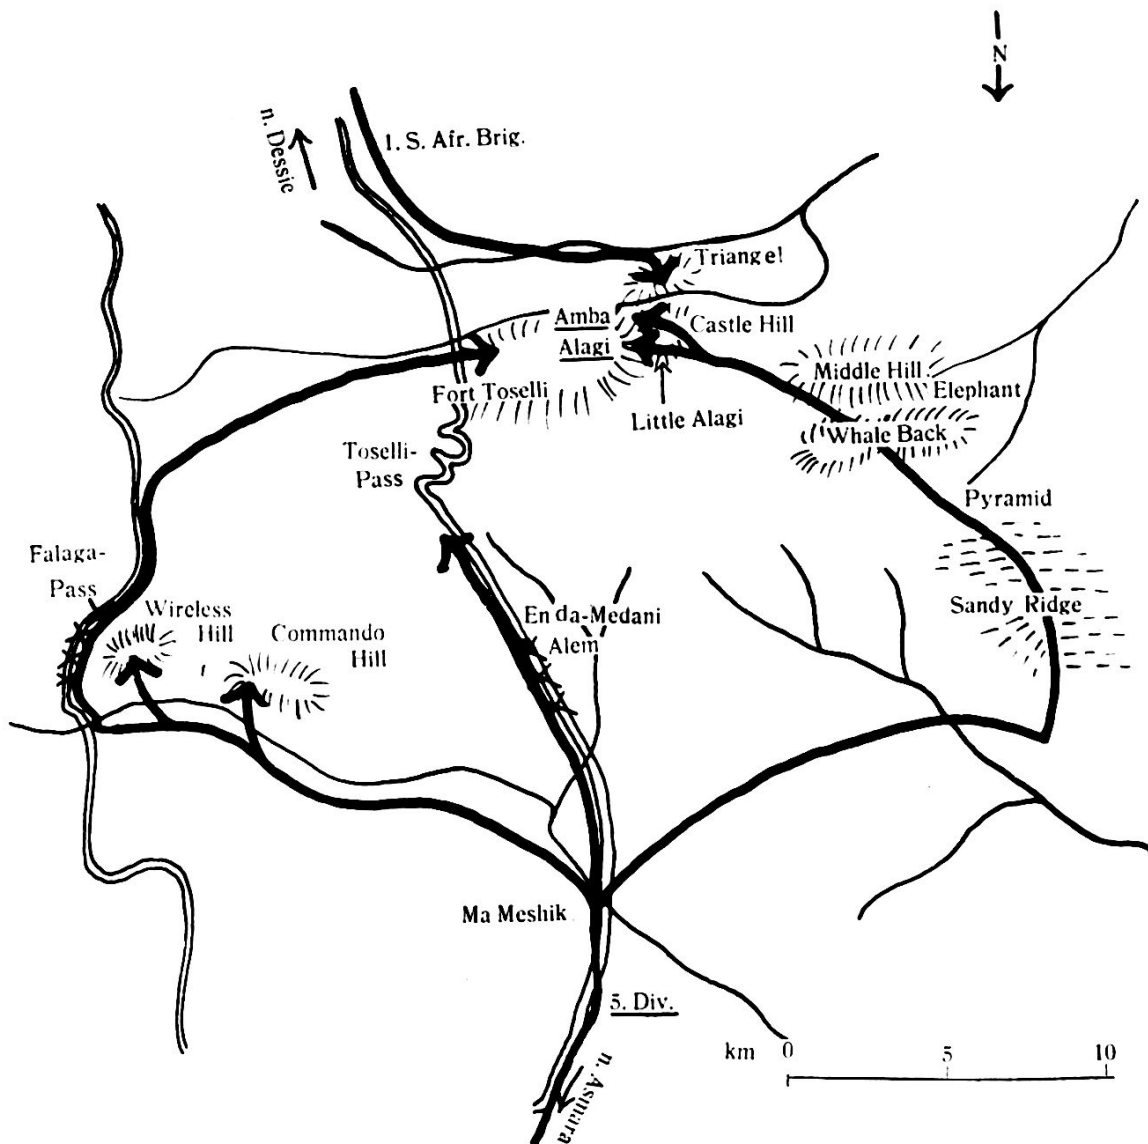 N
n. Dessie
1. S. Afr. Brig.
Triangel
Amba
Alagi
Castle Hill
Middle Hill.
Elephant
Fort Toselli
Little Alagi
Whale Back
Toselli-
Pass
Pyramid
Falaga-
Pass
Wireless
Hill
Commando
Hill
Enda-Medani
Alem
Sandy Ridge
Ma Meshik
5. Div.
km 0 5 10
n. Asmara